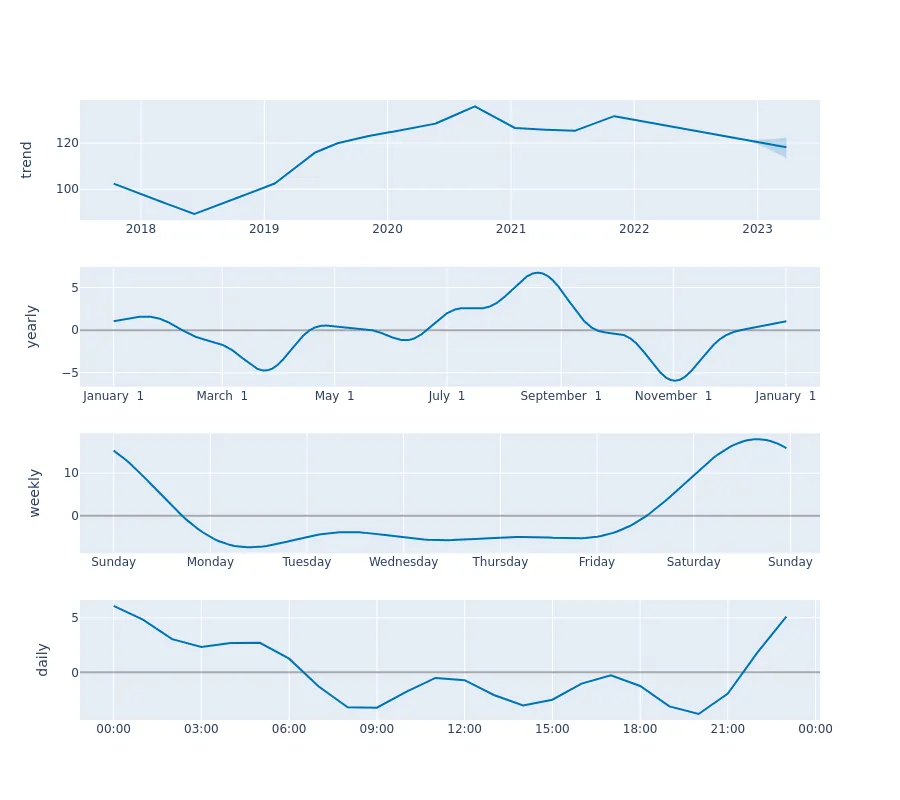 trend
120
100
2018 2019 2020 2021 2022 2023
yearly
5
0
−5
January 1 March 1 May 1 July 1 September 1 November 1 January 1
weekly
10
0
Sunday Monday Tuesday Wednesday Thursday Friday Saturday Sunday
daily
5
0
00:00 03:00 06:00 09:00 12:00 15:00 18:00 21:00 00:00